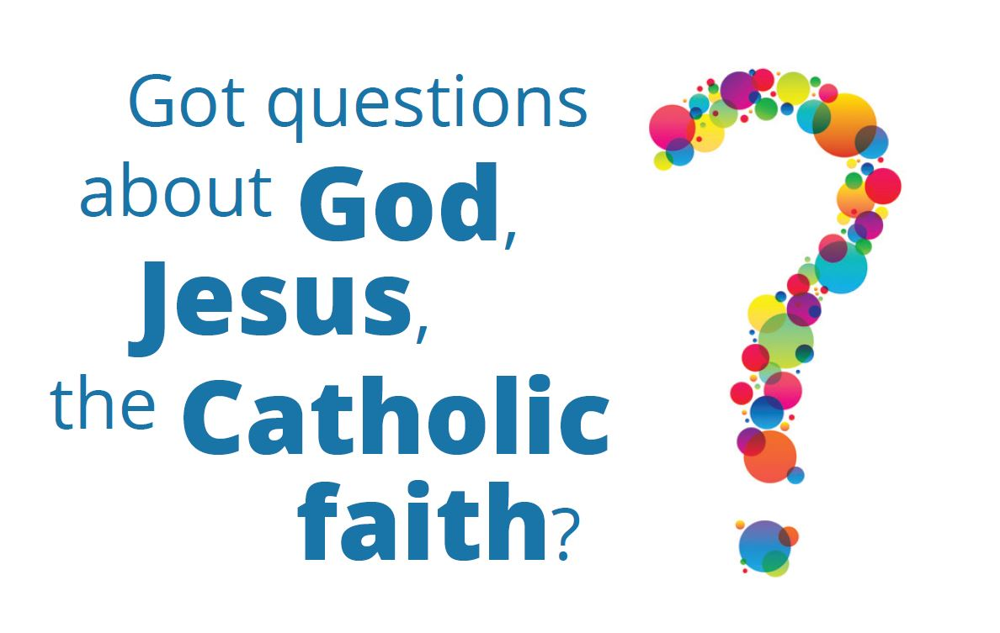 Got questions
about God,
Jesus,
the Catholic
faith?